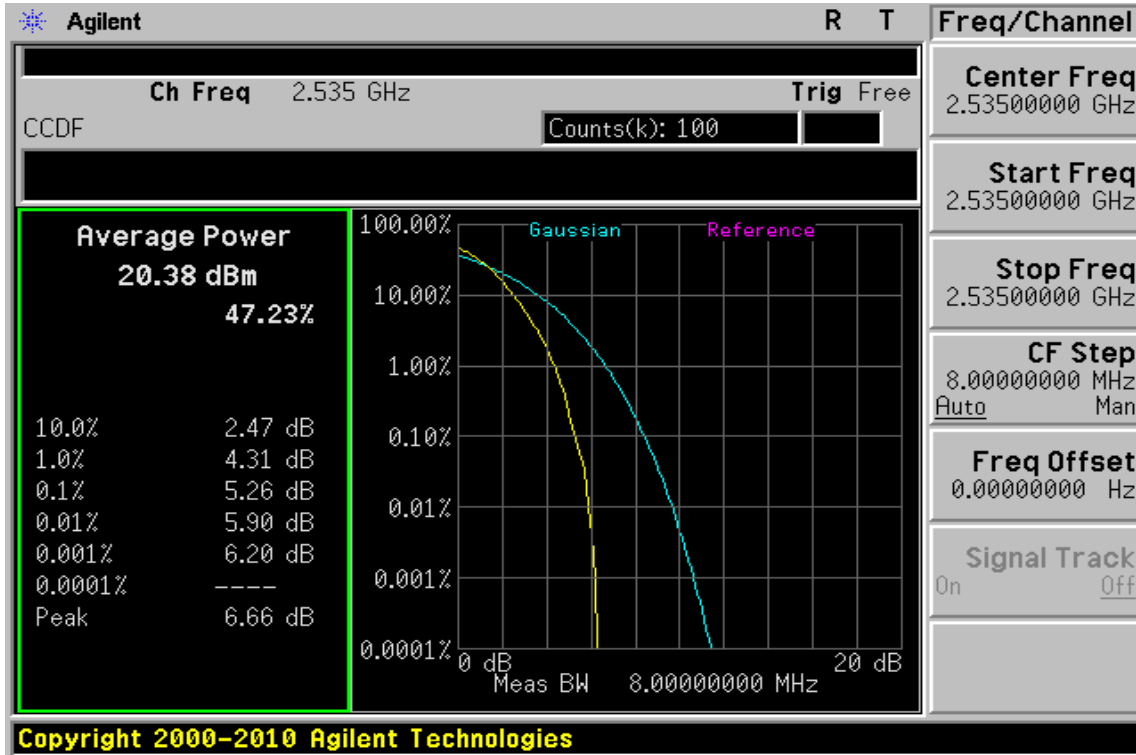 Agilent R T
Freq/Channel
Ch Freq 2.535 GHz Trig Free
CCDF Counts(k): 100
Average Power
20.38 dBm
47.23%
10.0% 2.47 dB
1.0% 4.31 dB
0.1% 5.26 dB
0.01% 5.90 dB
0.001% 6.20 dB
0.0001% ----
Peak 6.66 dB
Gaussian Reference
100.00%
10.00%
1.00%
0.10%
0.01%
0.001%
0.0001%
0 dB 20 dB
Meas BW 8.00000000 MHz
Center Freq
2.53500000 GHz
Start Freq
2.53500000 GHz
Stop Freq
2.53500000 GHz
CF Step
8.00000000 MHz
Auto Man
Freq Offset
0.00000000 Hz
Signal Track
On Off
Copyright 2000-2010 Agilent Technologies